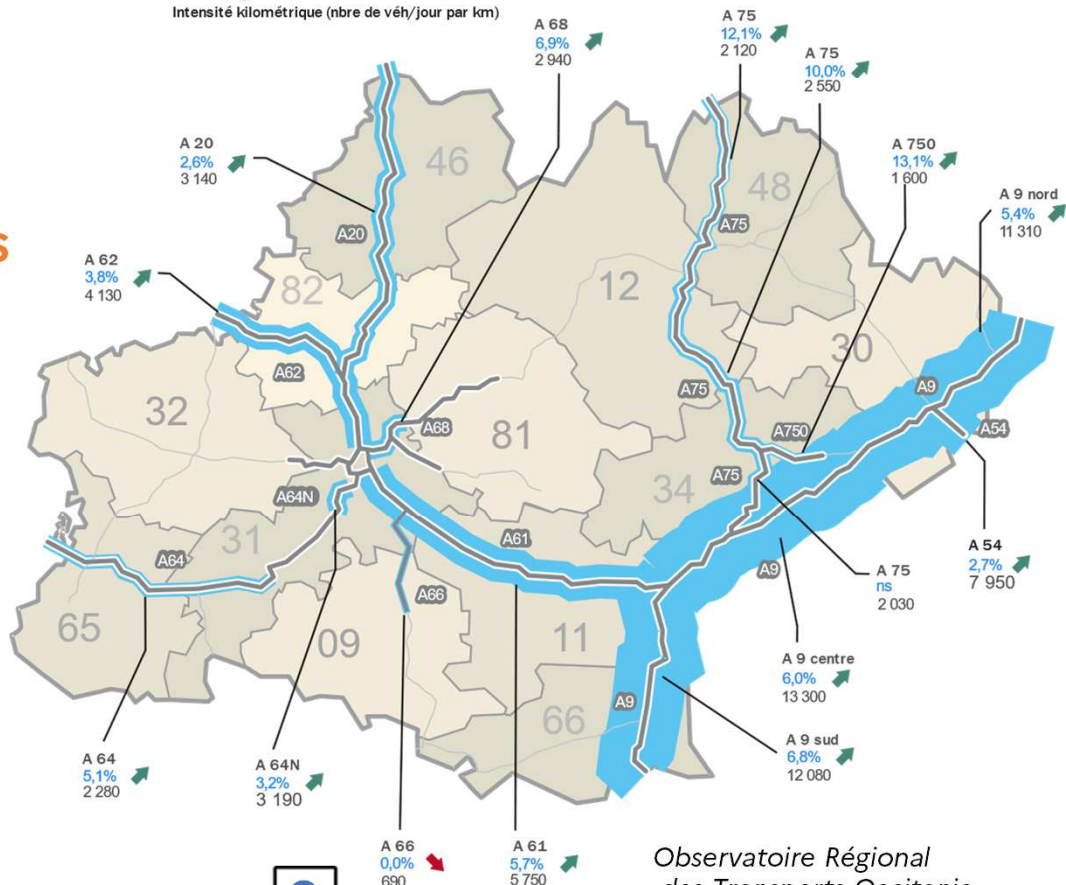 Intensité kilométrique (nbre de véh/jour par km)
A 68
6,9%
2 940
A 75
12,1%
2 120
A 75
10,0%
2 550
A 20
2,6%
3 140
A 750
13,1%
1 600
A 9 nord
5,4%
11 310
S
A 62
3,8%
4 130
46
48
A20
A75
82
12
30
A62
A75
A9
32
A68
81
A750
A54
A64N
A75
34
31
A64
A61
A9
A 54
2,7%
7 950
A 75
ns
2 030
A66
65
09
11
A 9 centre
6,0%
13 300
A9
66
A 9 sud
6,8%
12 080
A 64
5,1%
2 280
A 64N
3,2%
3 190
A 66
0,0%
690
A 61
5,7%
5 750
Observatoire Régional